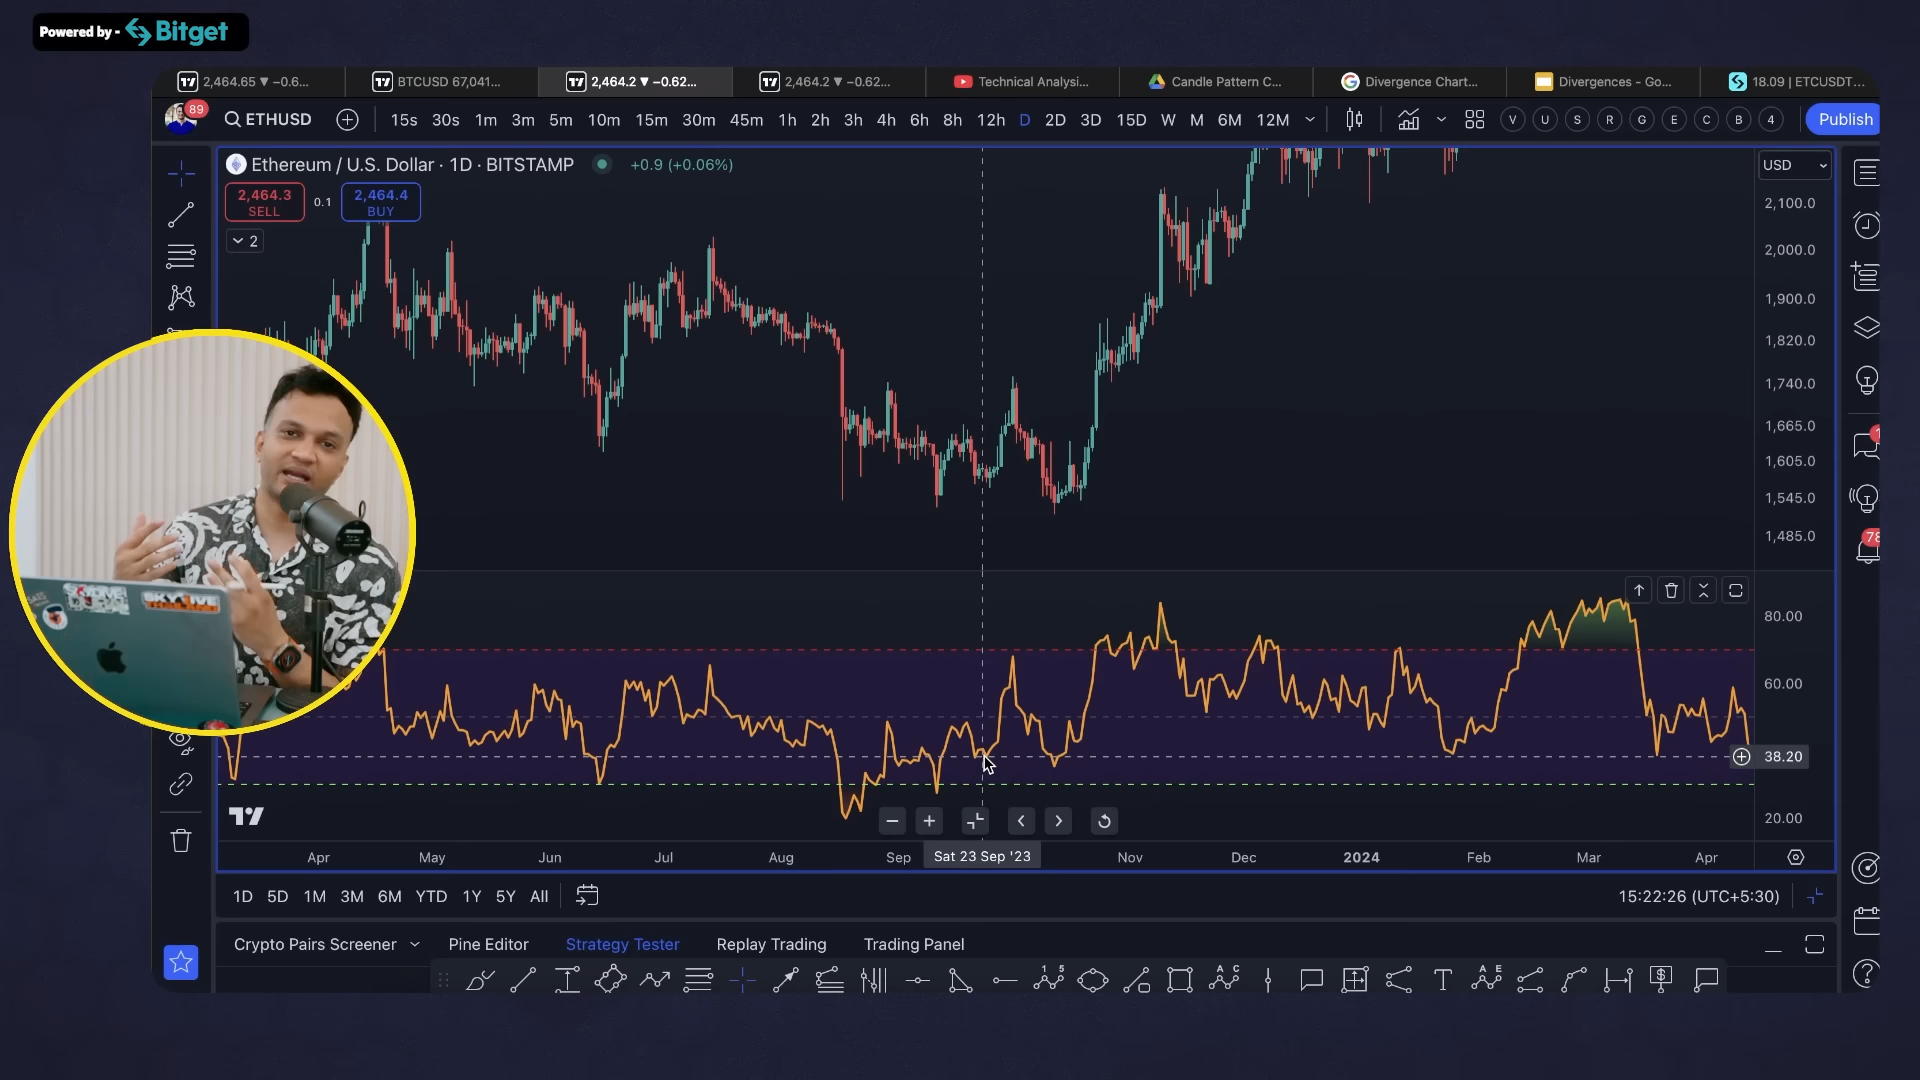 Powered by - Bitget
2,464.65 ▼ −0.6... BTCUSD 67,041... 2,464.2 ▼ −0.62... 2,464.2 ▼ −0.62... Technical Analysi... Candle Pattern C... Divergence Chart... Divergences - Go... 18.09 | ETCUSDT...
89 ETHUSD 15s 30s 1m 3m 5m 10m 15m 30m 45m 1h 2h 3h 4h 6h 8h 12h D 2D 3D 15D W M 6M 12M V U S R G E C B 4 Publish
Ethereum / U.S. Dollar · 1D · BITSTAMP +0.9 (+0.06%) USD
2,464.3 0.1 2,464.4
SELL BUY
2
2,100.0
2,000.0
1,900.0
1,820.0
1,740.0
1,665.0
1,605.0
1,545.0
1,485.0
78
80.00
60.00
38.20
20.00
SKYDIVE DUBAI
SKYDIVE
THAILAND
Apr May Jun Jul Aug Sep Sat 23 Sep '23 Nov Dec 2024 Feb Mar Apr
1D 5D 1M 3M 6M YTD 1Y 5Y All 15:22:26 (UTC+5:30)
Crypto Pairs Screener Pine Editor Strategy Tester Replay Trading Trading Panel